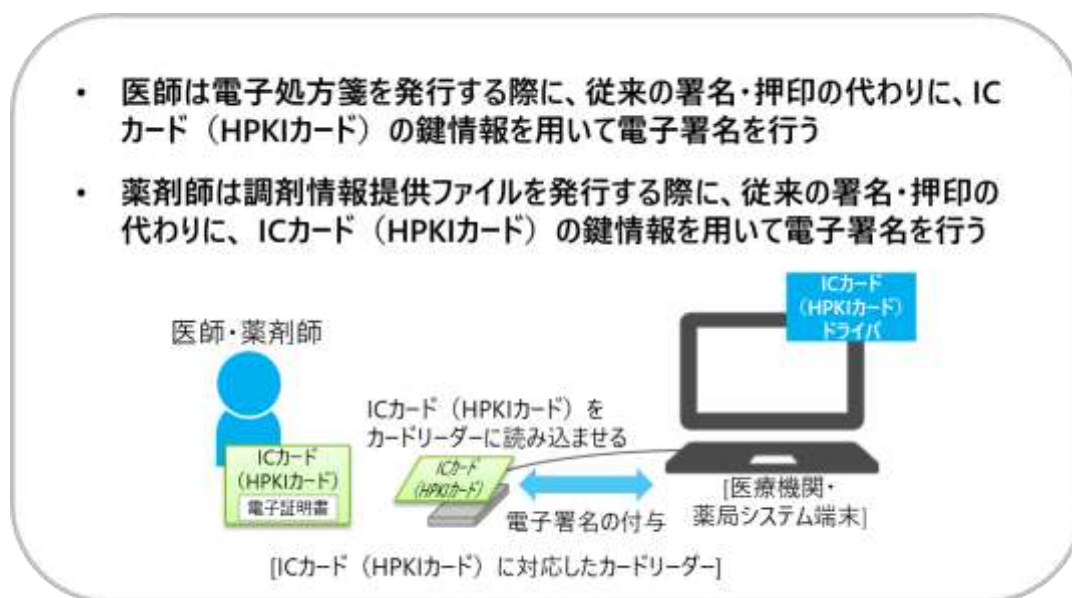 • 医師は電子処方箋を発行する際に、従来の署名・押印の代わりに、IC
カード（HPKIカード）の鍵情報を用いて電子署名を行う
• 薬剤師は調剤情報提供ファイルを発行する際に、従来の署名・押印の
代わりに、ICカード（HPKIカード）の鍵情報を用いて電子署名を行う
ICカード
（HPKIカード）
ドライバ
医師・薬剤師
ICカード（HPKIカード）を
カードリーダーに読み込ませる
ICカード
（HPKIカード）
電子証明書
ICカード
（HPKIカード）
電子署名の付与
[医療機関・
薬局システム端末]
[ICカード（HPKIカード）に対応したカードリーダー]